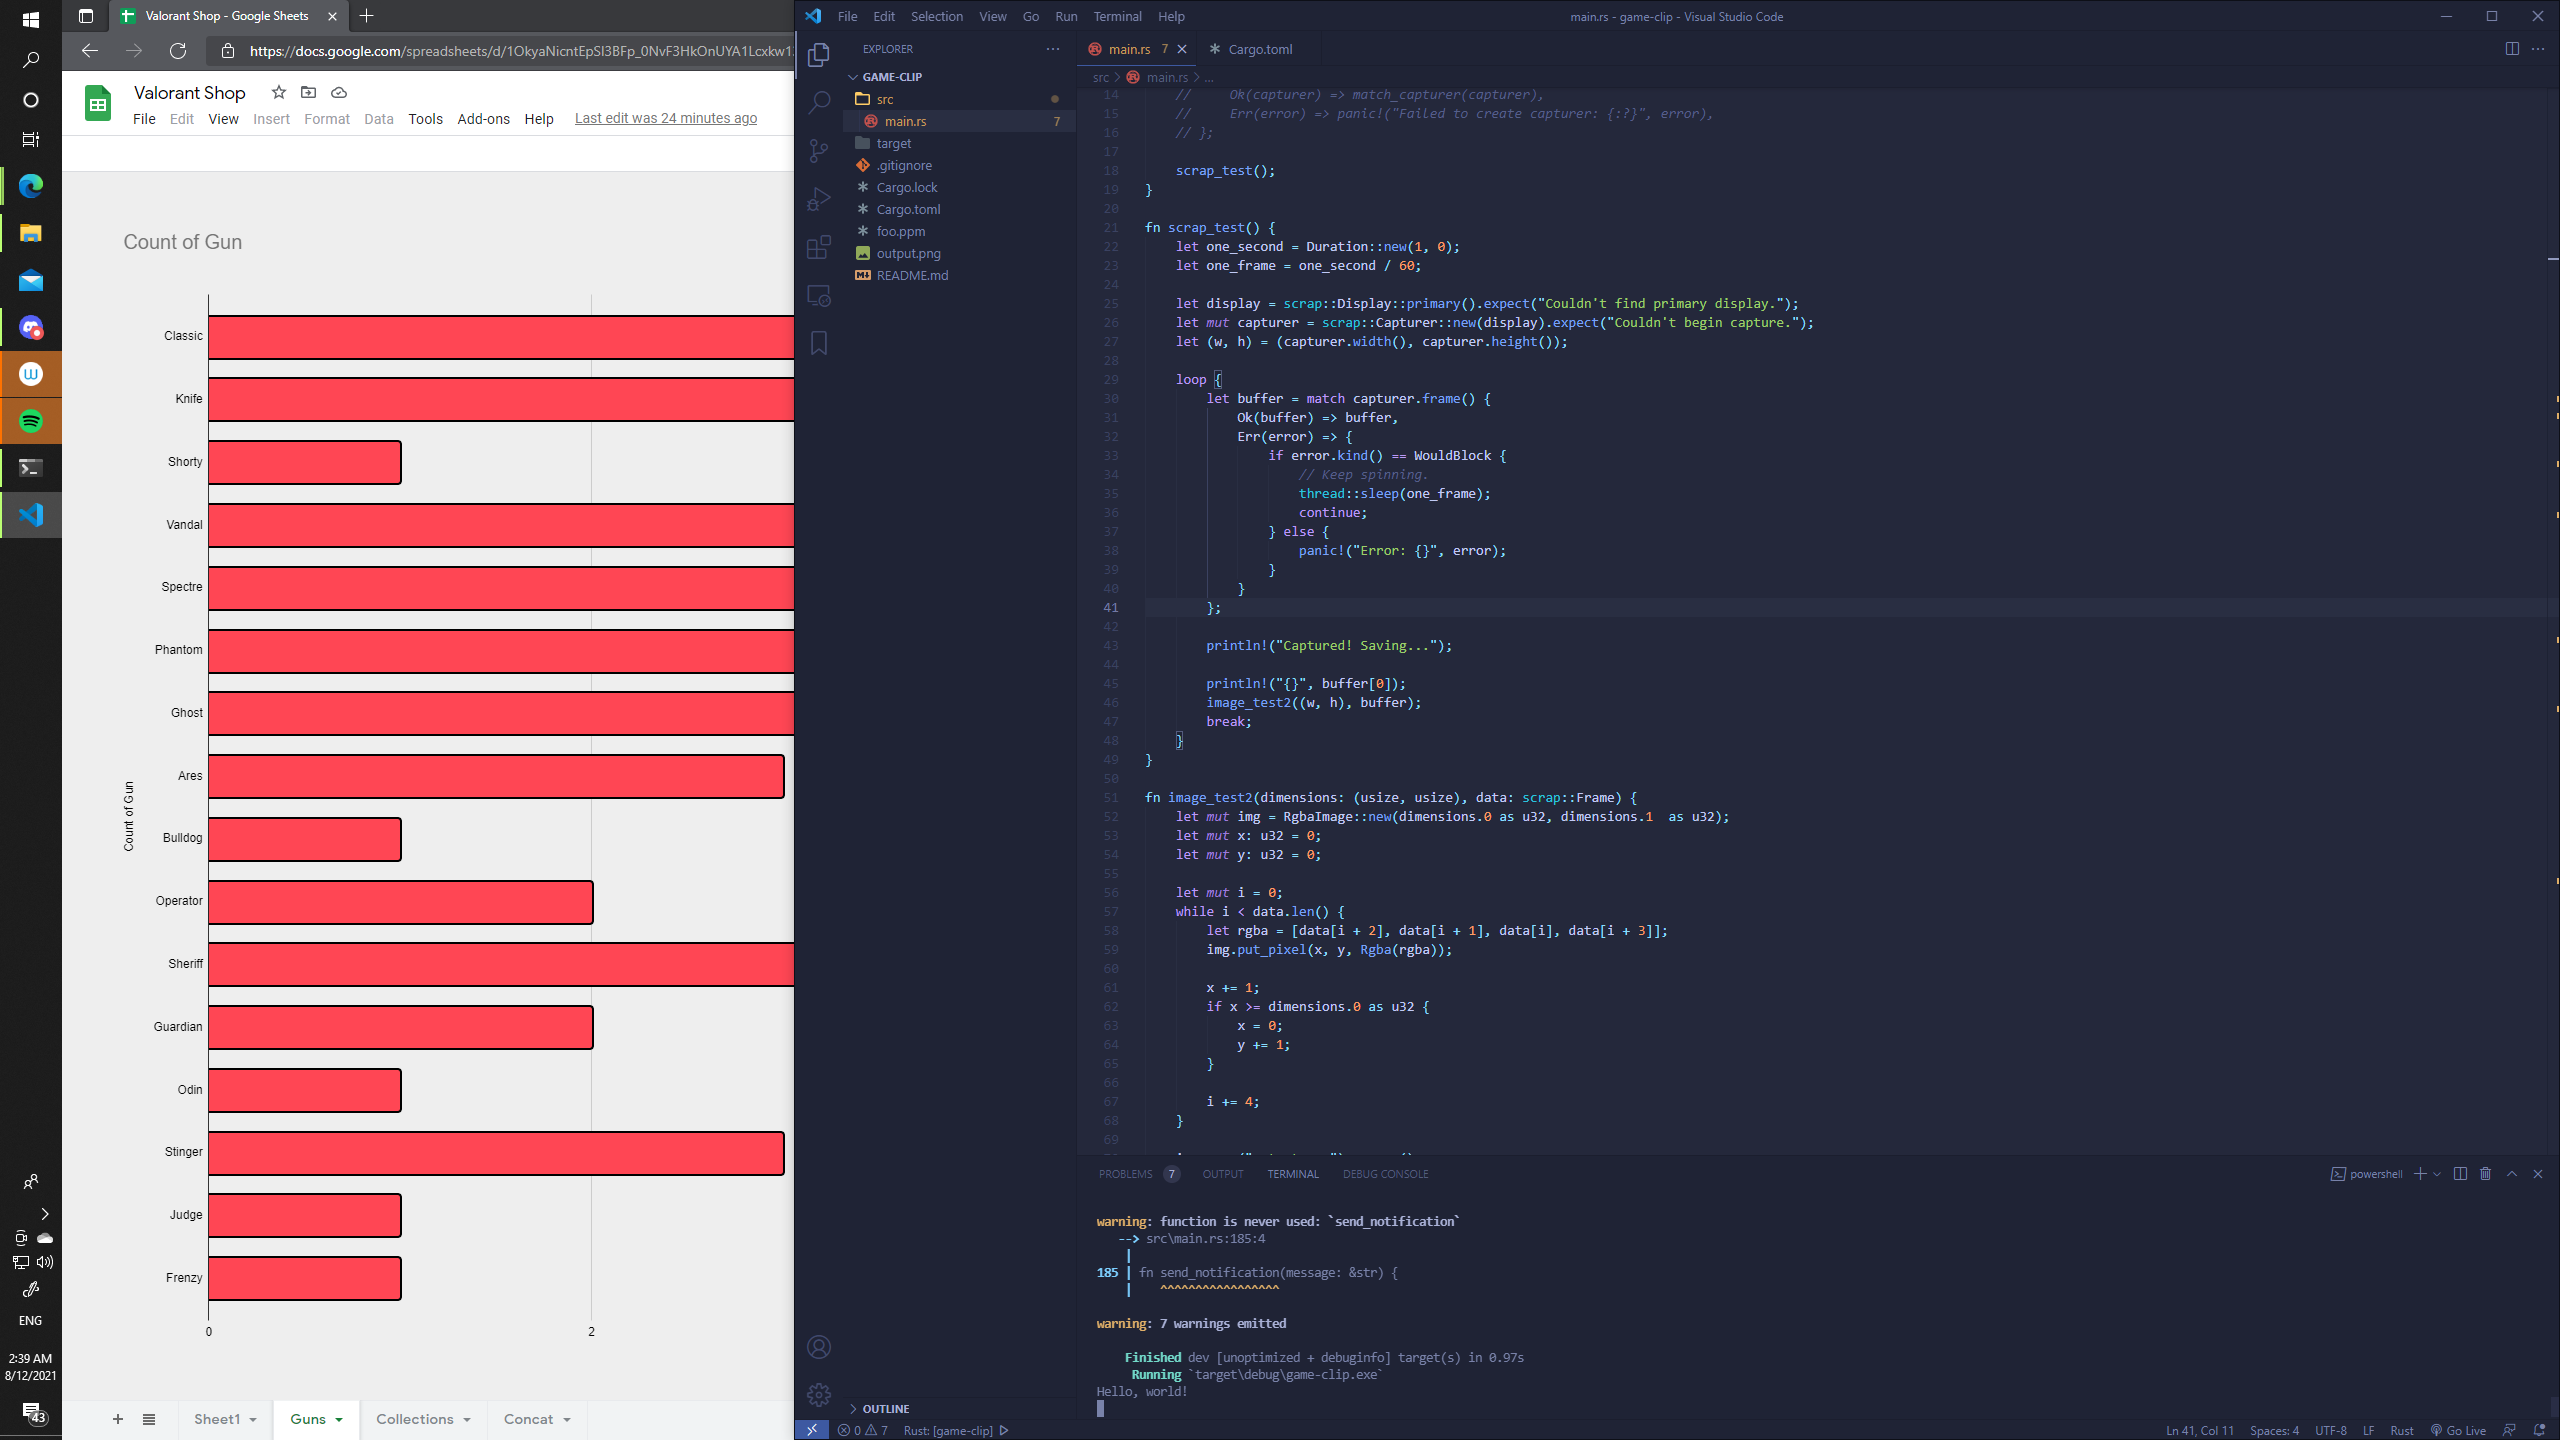 Valorant Shop - Google Sheets
https://docs.google.com/spreadsheets/d/1OkyaNicntEpSI3BFp_0NvF3HkOnUYA1Lcxkw1
Valorant Shop
File Edit View Insert Format Data Tools Add-ons Help Last edit was 24 minutes ago
Count of Gun
Count of Gun
Classic
Knife
Shorty
Vandal
Spectre
Phantom
Ghost
Ares
Bulldog
Operator
Sheriff
Guardian
Odin
Stinger
Judge
Frenzy
0 2
Sheet1 Guns Collections Concat
ENG
2:39 AM
8/12/2021
43
File Edit Selection View Go Run Terminal Help
main.rs - game-clip - Visual Studio Code
EXPLORER
GAME-CLIP
src
main.rs 7
target
.gitignore
Cargo.lock
Cargo.toml
foo.ppm
output.png
README.md
OUTLINE
main.rs 7 Cargo.toml
src > main.rs > ...
14 // Ok(capturer) => match_capturer(capturer),
15 // Err(error) => panic!("Failed to create capturer: {:?}", error),
16 // };
17
18 scrap_test();
19 }
20
21 fn scrap_test() {
22 let one_second = Duration::new(1, 0);
23 let one_frame = one_second / 60;
24
25 let display = scrap::Display::primary().expect("Couldn't find primary display.");
26 let mut capturer = scrap::Capturer::new(display).expect("Couldn't begin capture.");
27 let (w, h) = (capturer.width(), capturer.height());
28
29 loop {
30 let buffer = match capturer.frame() {
31 Ok(buffer) => buffer,
32 Err(error) => {
33 if error.kind() == WouldBlock {
34 // Keep spinning.
35 thread::sleep(one_frame);
36 continue;
37 } else {
38 panic!("Error: {}", error);
39 }
40 }
41 };
42
43 println!("Captured! Saving...");
44
45 println!("{}", buffer[0]);
46 image_test2((w, h), buffer);
47 break;
48 }
49 }
50
51 fn image_test2(dimensions: (usize, usize), data: scrap::Frame) {
52 let mut img = RgbaImage::new(dimensions.0 as u32, dimensions.1  as u32);
53 let mut x: u32 = 0;
54 let mut y: u32 = 0;
55
56 let mut i = 0;
57 while i < data.len() {
58 let rgba = [data[i + 2], data[i + 1], data[i], data[i + 3]];
59 img.put_pixel(x, y, Rgba(rgba));
60
61 x += 1;
62 if x >= dimensions.0 as u32 {
63 x = 0;
64 y += 1;
65 }
66
67 i += 4;
68 }
69
PROBLEMS 7 OUTPUT TERMINAL DEBUG CONSOLE
powershell
warning: function is never used: `send_notification`
--> src\main.rs:185:4
|
185 | fn send_notification(message: &str) {
| ^^^^^^^^^^^^^^^^^
warning: 7 warnings emitted
Finished dev [unoptimized + debuginfo] target(s) in 0.97s
Running `target\debug\game-clip.exe`
Hello, world!
0 7 Rust: [game-clip]
Ln 41, Col 11 Spaces: 4 UTF-8 LF Rust Go Live